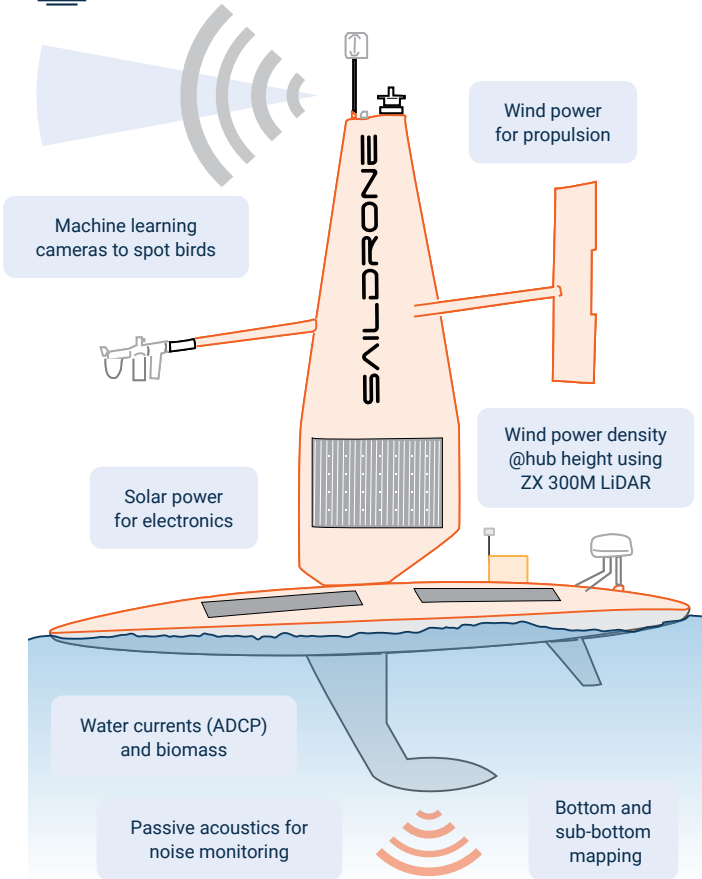 Wind power
for propulsion
Machine learning
cameras to spot birds
SAILDRONE
Wind power density
@hub height using
ZX 300M LiDAR
Solar power
for electronics
Water currents (ADCP)
and biomass
Passive acoustics for
noise monitoring
Bottom and
sub-bottom
mapping